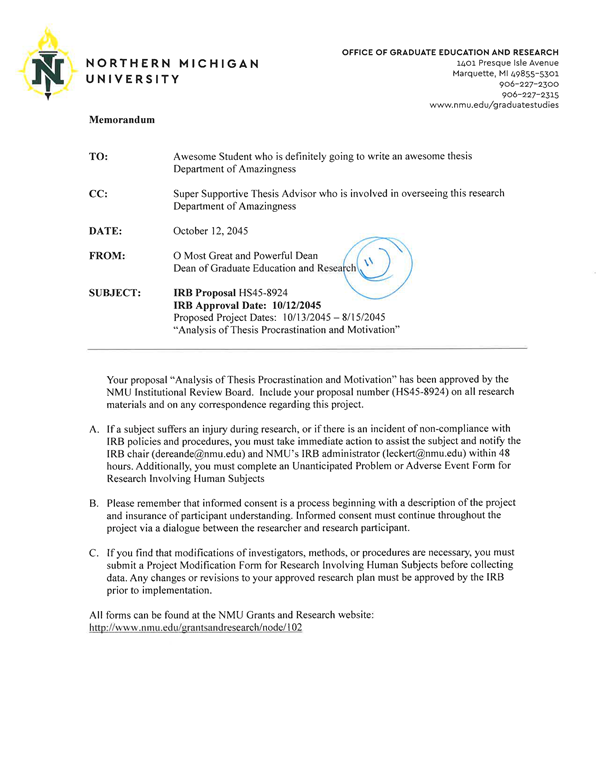 NORTHERN MICHIGAN
UNIVERSITY
OFFICE OF GRADUATE EDUCATION AND RESEARCH
1401 Presque Isle Avenue
Marquette, MI 49855-5301
906-227-2300
906-227-2315
www.nmu.edu/graduatestudies
Memorandum
TO: Awesome Student who is definitely going to write an awesome thesis
Department of Amazingness
CC: Super Supportive Thesis Advisor who is involved in overseeing this research
Department of Amazingness
DATE: October 12, 2045
FROM: O Most Great and Powerful Dean
Dean of Graduate Education and Research
SUBJECT: IRB Proposal HS45-8924
IRB Approval Date: 10/12/2045
Proposed Project Dates: 10/13/2045 – 8/15/2045
“Analysis of Thesis Procrastination and Motivation”
Your proposal “Analysis of Thesis Procrastination and Motivation” has been approved by the
NMU Institutional Review Board. Include your proposal number (HS45-8924) on all research
materials and on any correspondence regarding this project.
A. If a subject suffers an injury during research, or if there is an incident of non-compliance with
IRB policies and procedures, you must take immediate action to assist the subject and notify the
IRB chair (dereande@nmu.edu) and NMU’s IRB administrator (leckert@nmu.edu) within 48
hours. Additionally, you must complete an Unanticipated Problem or Adverse Event Form for
Research Involving Human Subjects
B. Please remember that informed consent is a process beginning with a description of the project
and insurance of participant understanding. Informed consent must continue throughout the
project via a dialogue between the researcher and research participant.
C. If you find that modifications of investigators, methods, or procedures are necessary, you must
submit a Project Modification Form for Research Involving Human Subjects before collecting
data. Any changes or revisions to your approved research plan must be approved by the IRB
prior to implementation.
All forms can be found at the NMU Grants and Research website:
http://www.nmu.edu/grantsandresearch/node/102